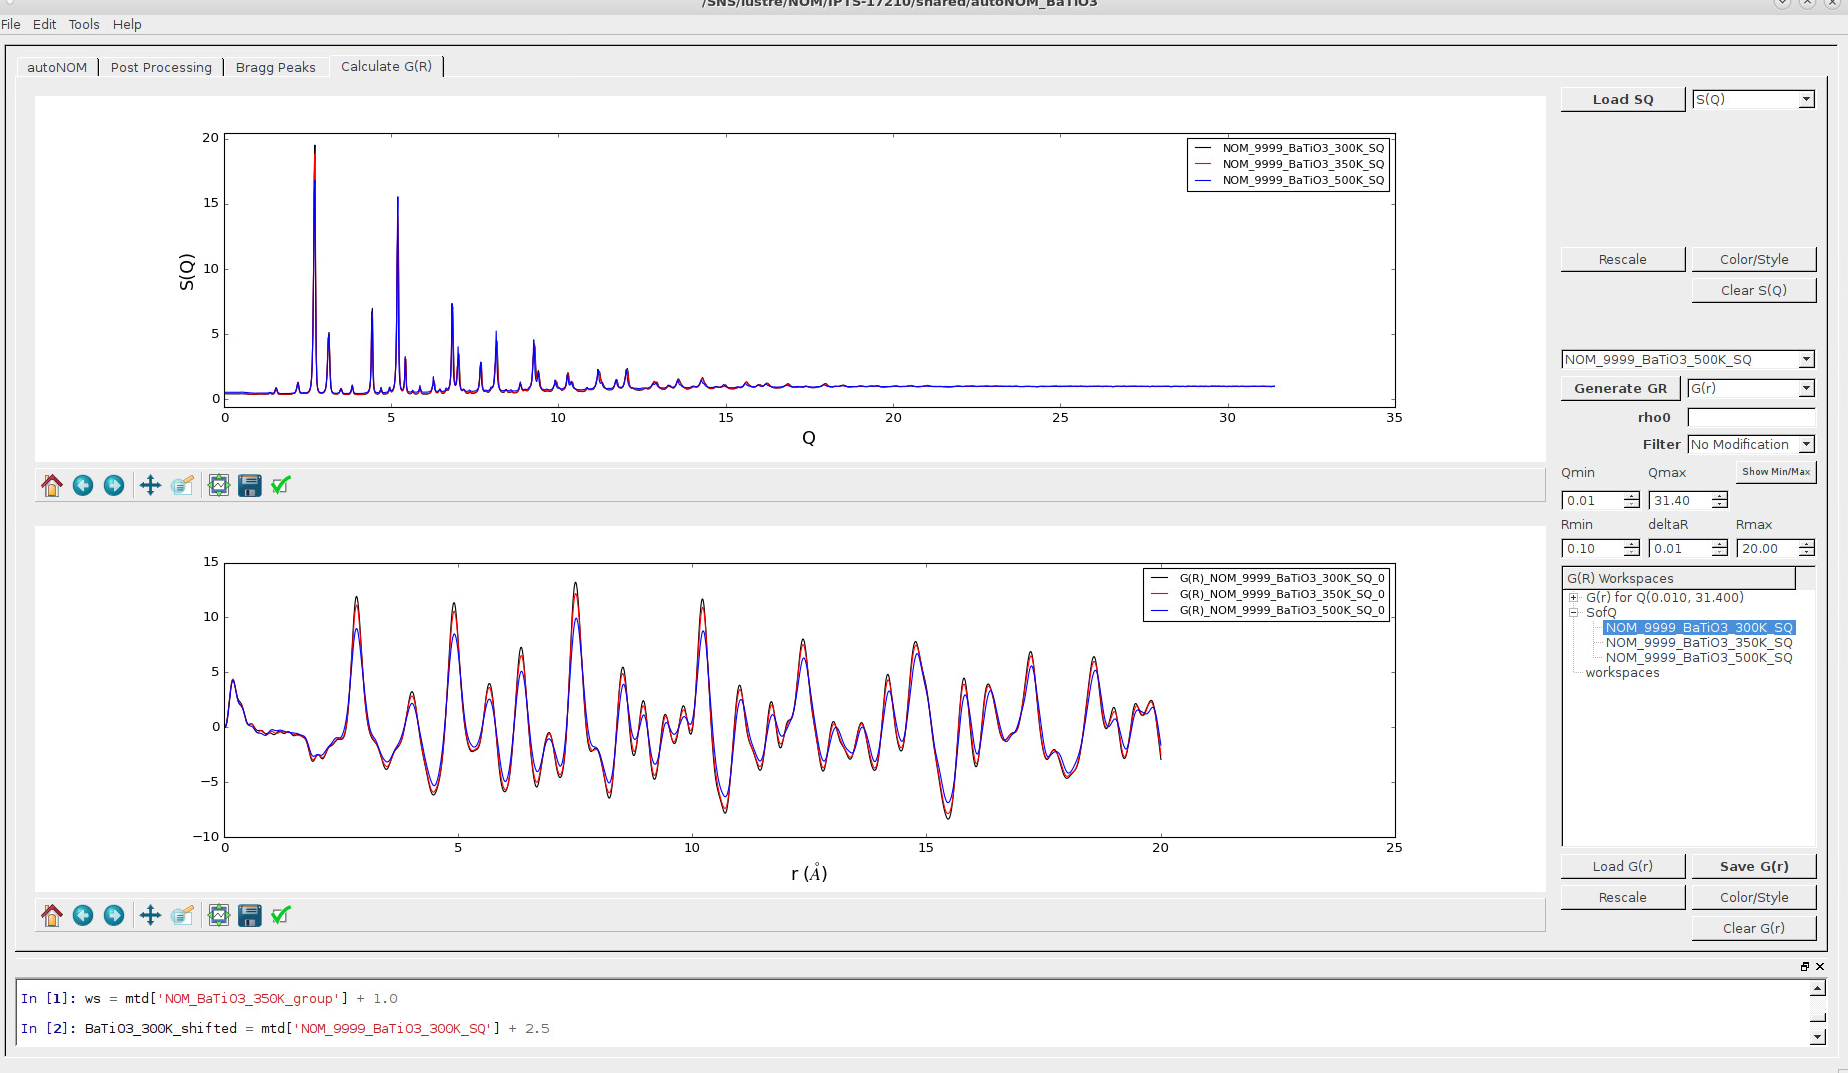 /SNS/lustre/NOM/IPTS-17210/shared/autoNOM_BaTiO3
File Edit Tools Help
autoNOM Post Processing Bragg Peaks Calculate G(R)
Load SQ S(Q)
20
15
10
5
0
S(Q)
NOM_9999_BaTiO3_300K_SQ
NOM_9999_BaTiO3_350K_SQ
NOM_9999_BaTiO3_500K_SQ
0 5 10 15 20 25 30 35
Q
Rescale Color/Style
Clear S(Q)
NOM_9999_BaTiO3_500K_SQ
Generate GR G(r)
rho0
Filter No Modification
Qmin Qmax Show Min/Max
0.01 31.40
Rmin deltaR Rmax
0.10 0.01 20.00
15
10
5
0
−5
−10
G(R)_NOM_9999_BaTiO3_300K_SQ_0
G(R)_NOM_9999_BaTiO3_350K_SQ_0
G(R)_NOM_9999_BaTiO3_500K_SQ_0
0 5 10 15 20 25
r (Å)
G(R) Workspaces
G(r) for Q(0.010, 31.400)
SofQ
NOM_9999_BaTiO3_300K_SQ
NOM_9999_BaTiO3_350K_SQ
NOM_9999_BaTiO3_500K_SQ
workspaces
Load G(r) Save G(r)
Rescale Color/Style
Clear G(r)
In [1]: ws = mtd['NOM_BaTiO3_350K_group'] + 1.0
In [2]: BaTiO3_300K_shifted = mtd['NOM_9999_BaTiO3_300K_SQ'] + 2.5